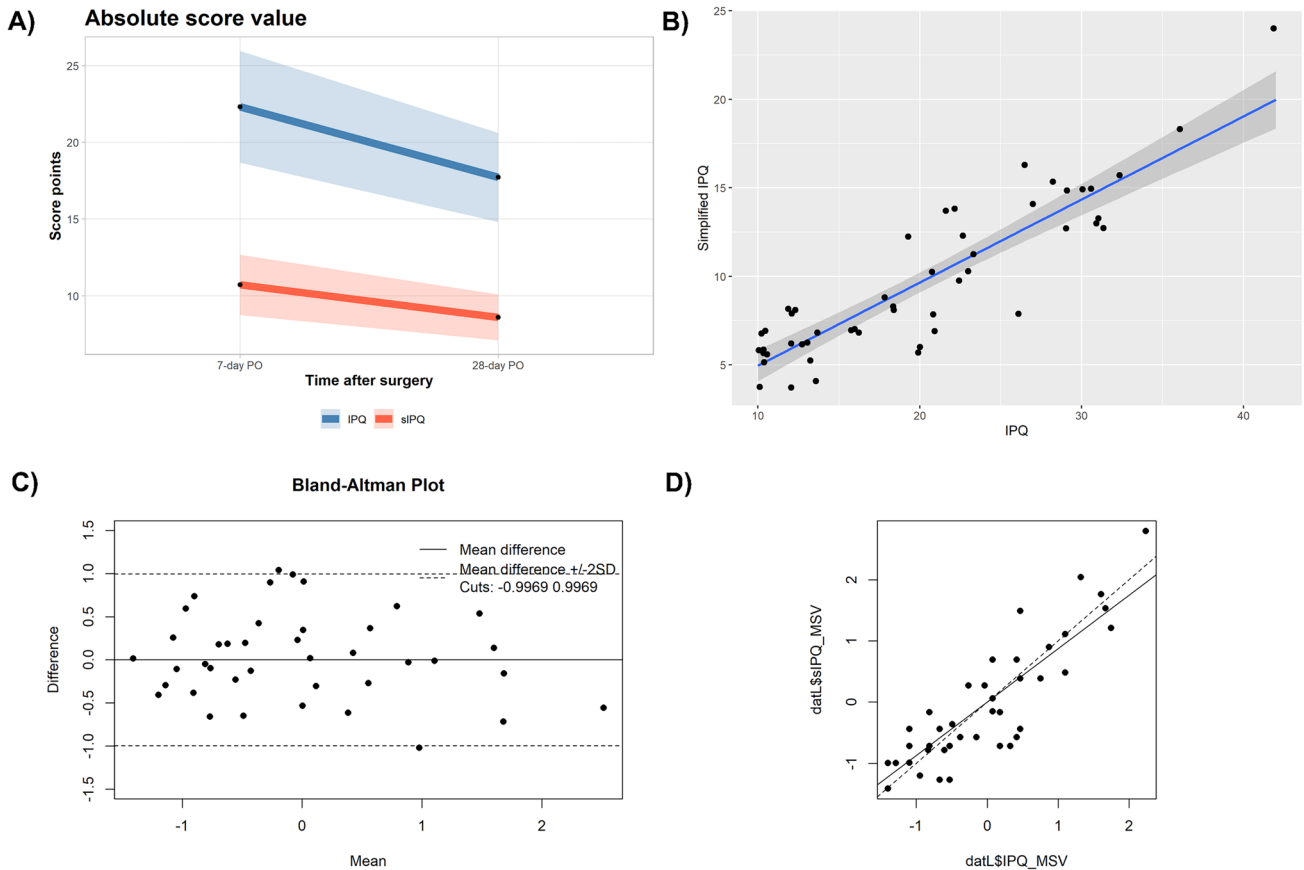 A)
Absolute score value
25
20
15
10
Score points
7-day PO
28-day PO
Time after surgery
IPQ
sIPQ
B)
25
20
15
10
5
Simplified IPQ
10
20
30
40
IPQ
C)
Bland-Altman Plot
1.5
1.0
0.5
0.0
-0.5
-1.0
-1.5
Difference
Mean difference
Mean difference +/-2SD
Cuts: -0.9969 0.9969
-1
0
1
2
Mean
D)
2
1
0
-1
datL$sIPQ_MSV
-1
0
1
2
datL$IPQ_MSV